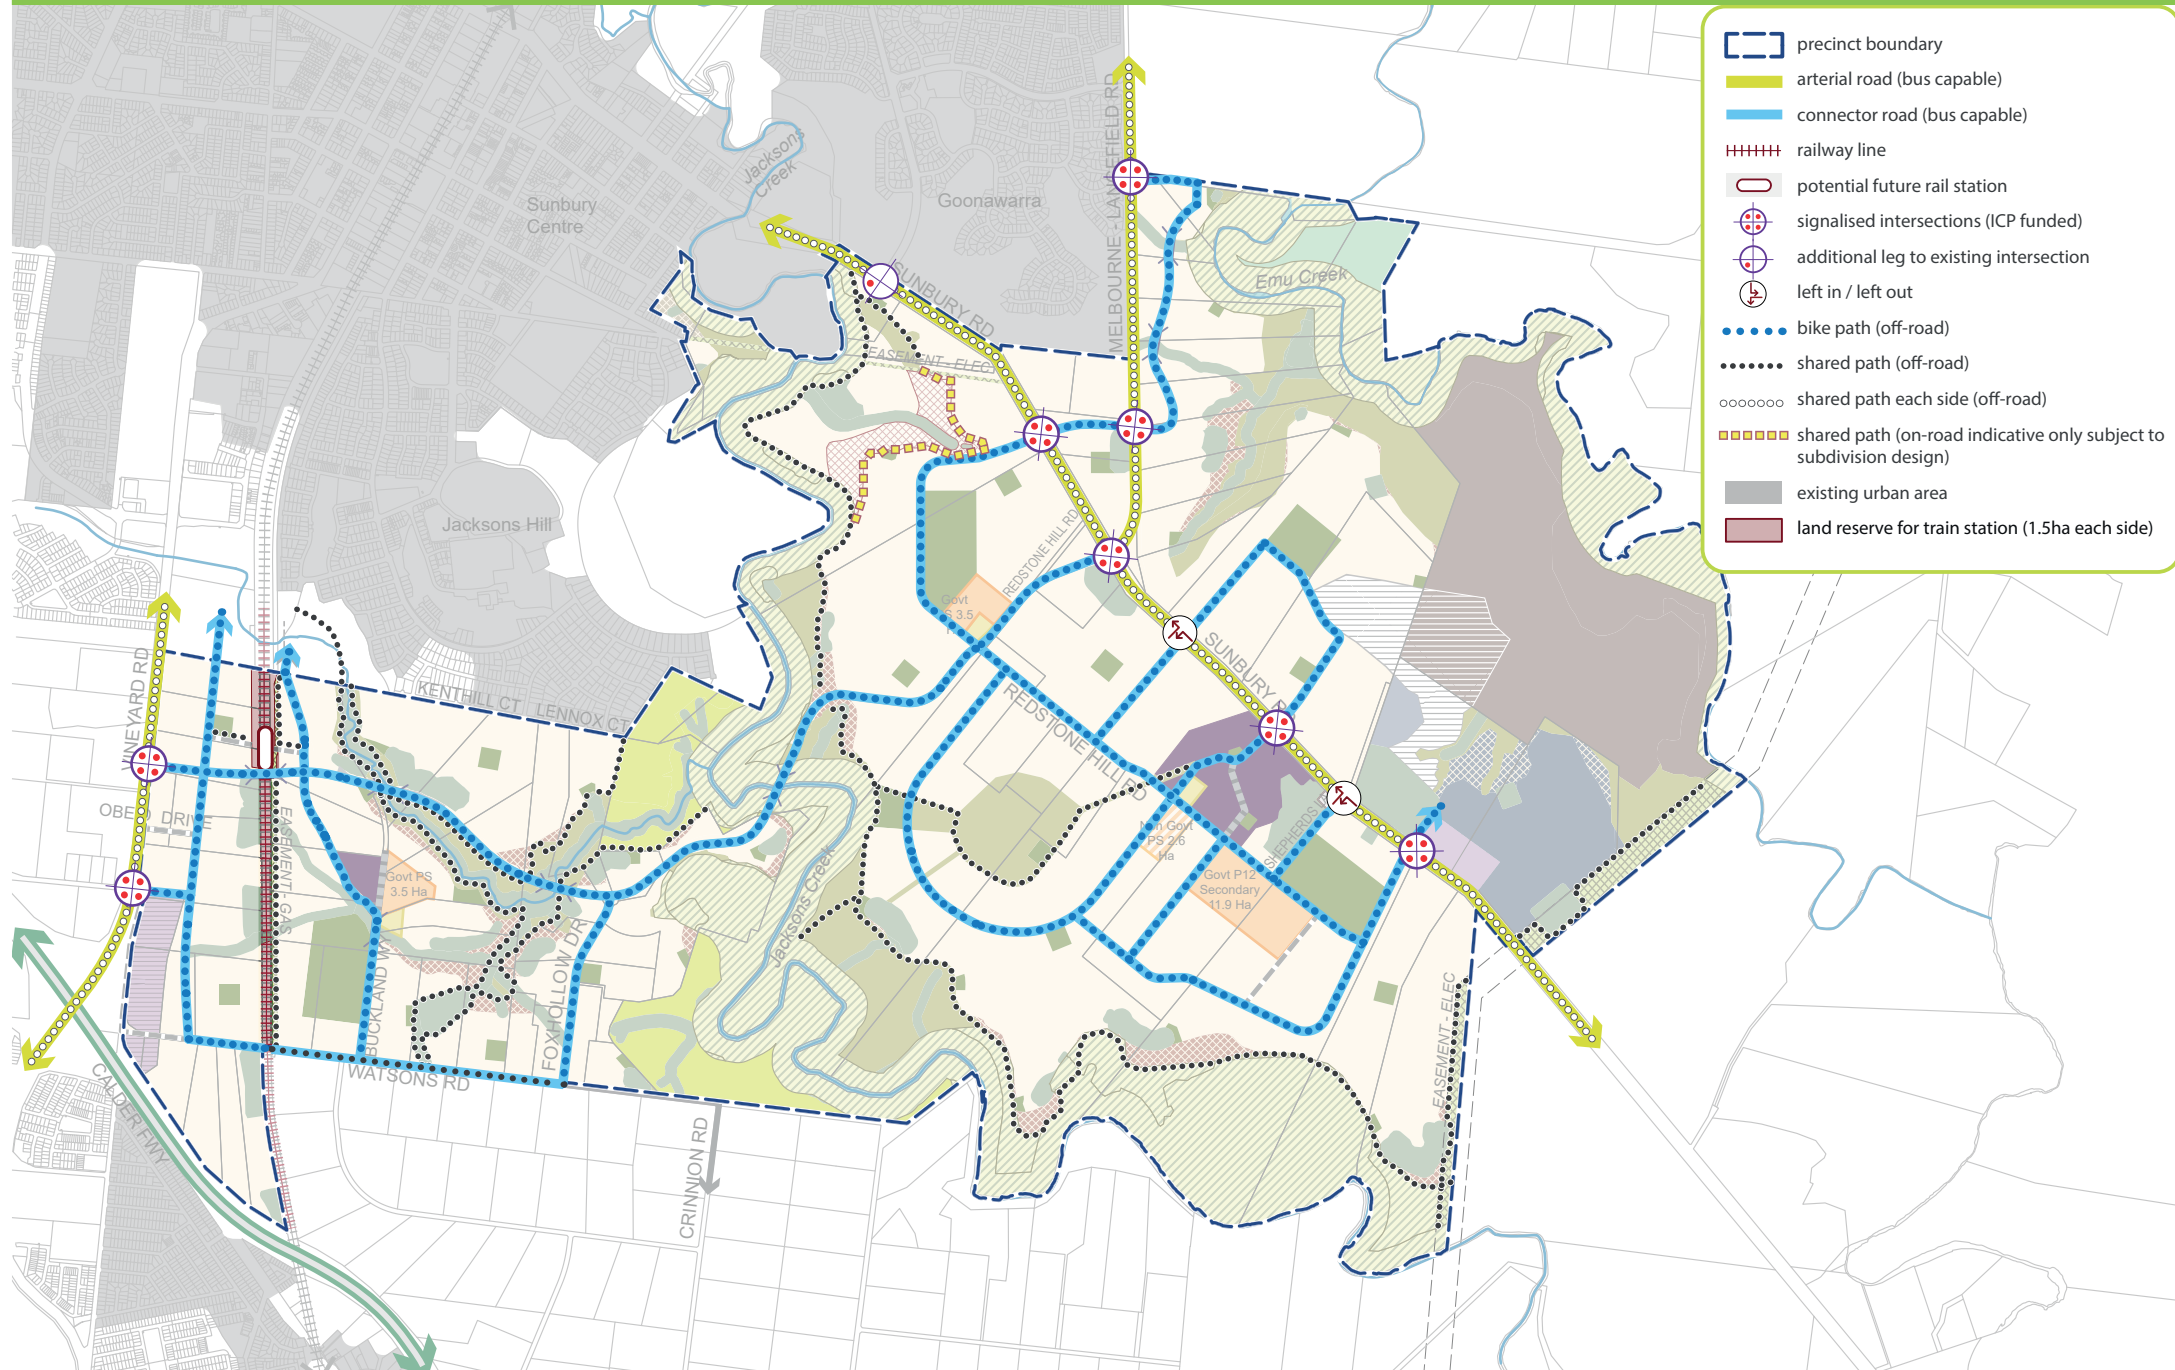 precinct boundary
arterial road (bus capable)
connector road (bus capable)
railway line
potential future rail station
signalised intersections (ICP funded)
additional leg to existing intersection
left in / left out
bike path (off-road)
shared path (off-road)
shared path each side (off-road)
shared path (on-road indicative only subject to
subdivision design)
existing urban area
land reserve for train station (1.5ha each side)
Jacksons
Creek
Sunbury
Centre
Goonawarra
MELBOURNE - LANCEFIELD RD
SUNBURY RD
Emu Creek
EASEMENT - ELEC
Jacksons Hill
REDSTONE HILL RD
Govt
3.5
SUNBURY RD
KENTHILL CT
LENNOX CT
VINEYARD RD
REDSTONE HILL RD
OBEID DRIVE
EASEMENT - GAS
Non Govt
PS 2.6
Ha
SHEPHERDS
Govt PS
3.5 Ha
Govt P12
Secondary
11.9 Ha
Jacksons Creek
BUCKLAND W
FOXHOLLOW DR
EASEMENT - ELEC
WATSONS RD
CALDER FWY
CRINNION RD